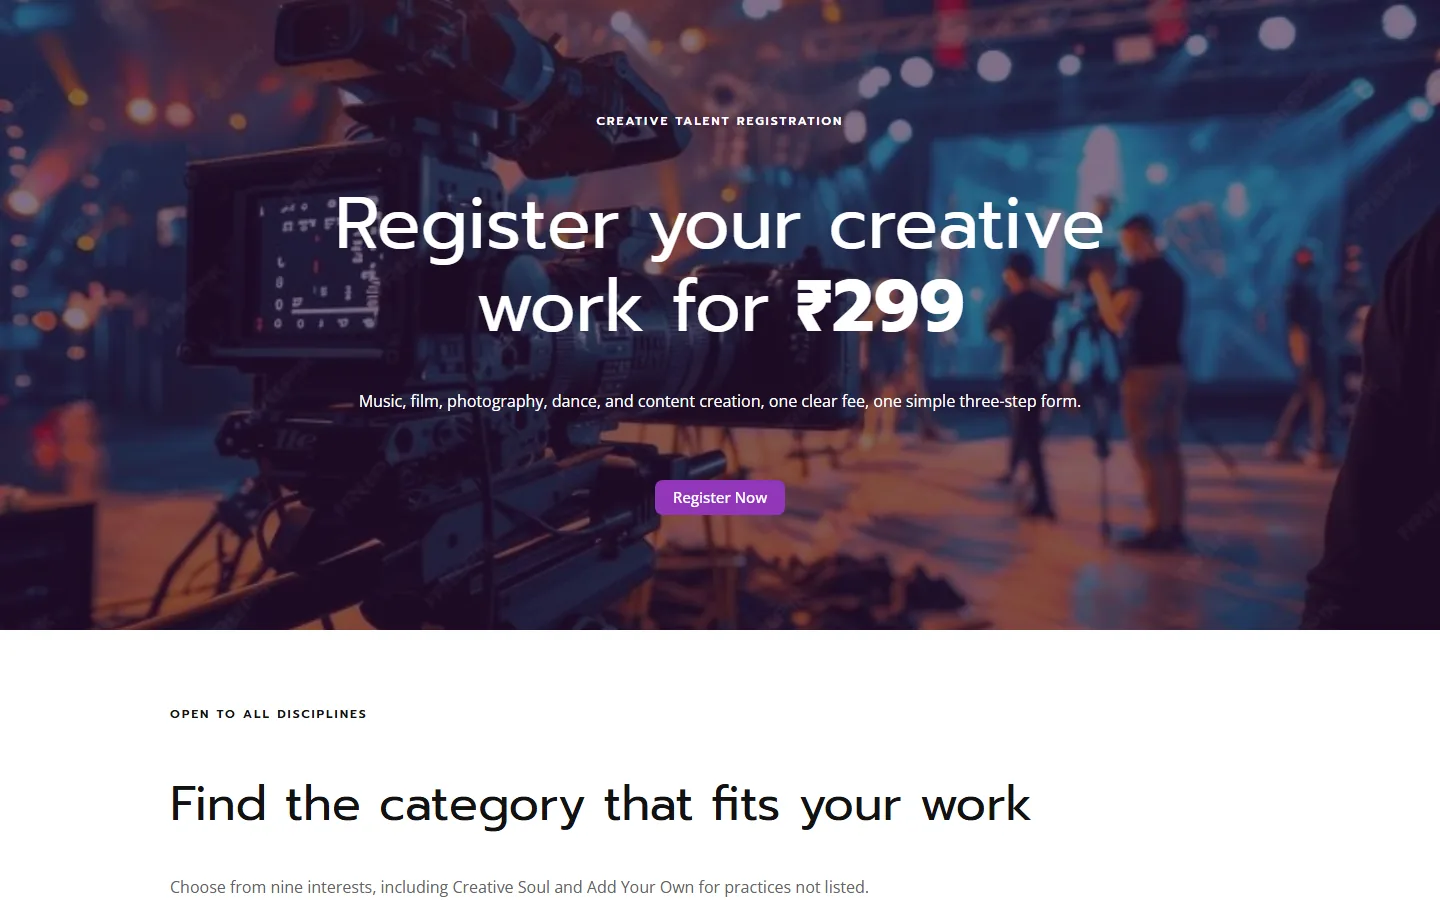 CREATIVE TALENT REGISTRATION
Register your creative
work for ₹299
Music, film, photography, dance, and content creation, one clear fee, one simple three-step form.
Register Now
OPEN TO ALL DISCIPLINES
Find the category that fits your work
Choose from nine interests, including Creative Soul and Add Your Own for practices not listed.